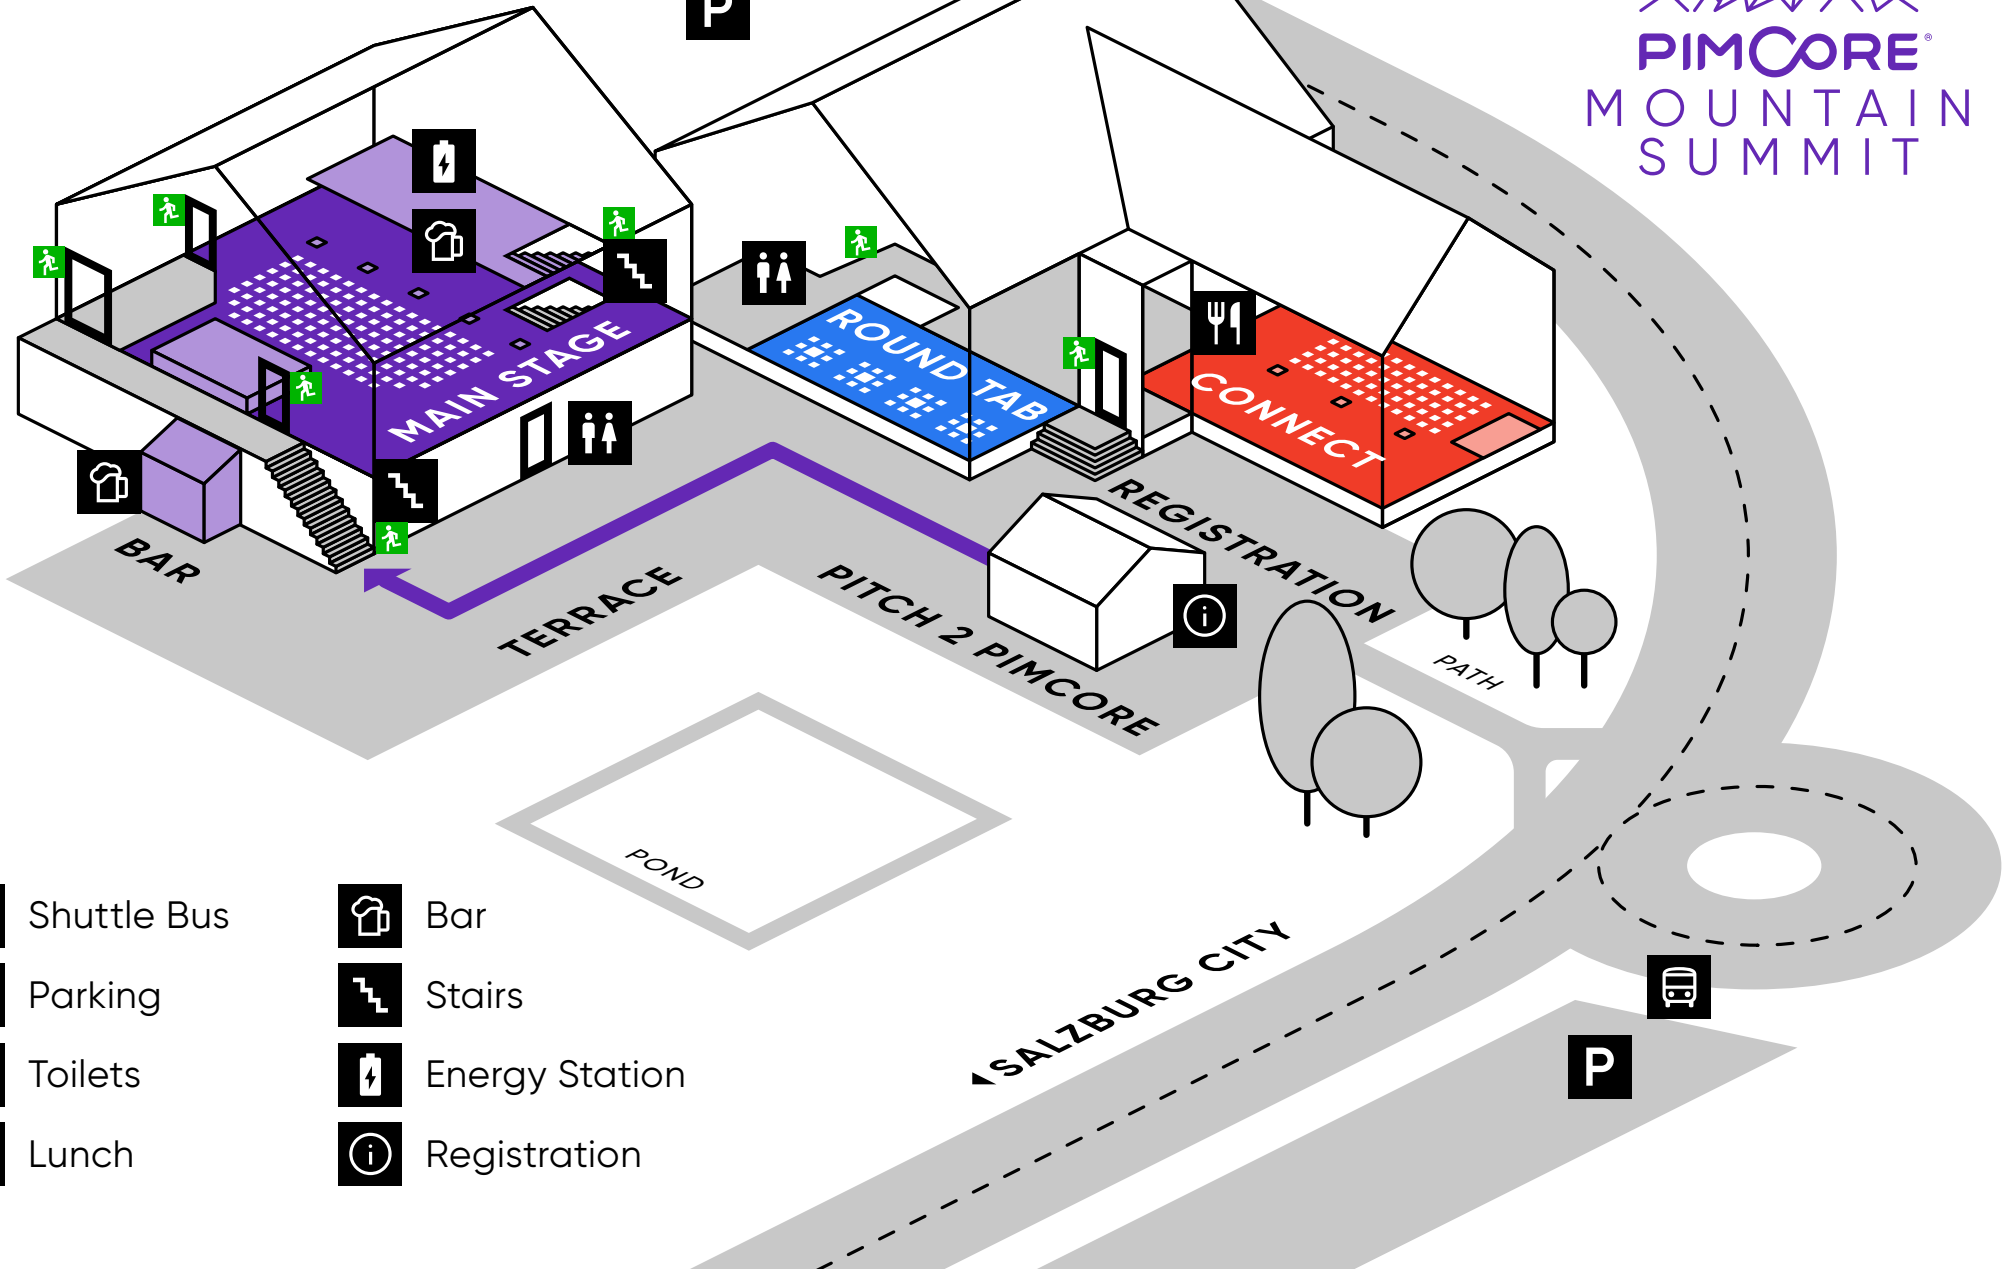 P
PIMCORE®
MOUNTAIN
SUMMIT
MAIN STAGE
ROUND TAB
CONNECT
BAR
TERRACE
REGISTRATION
PITCH 2 PIMCORE
i
PATH
POND
SALZBURG CITY
P
Shuttle Bus
Bar
Parking
Stairs
Toilets
Energy Station
Lunch
i
Registration